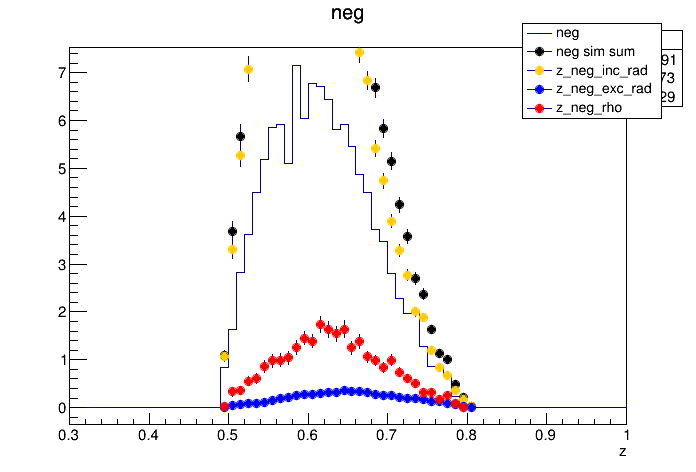 neg
neg
neg sim sum
z_neg_inc_rad
z_neg_exc_rad
z_neg_rho
91
73
29
7
6
5
4
3
2
1
0
0.3 0.4 0.5 0.6 0.7 0.8 0.9 1
z